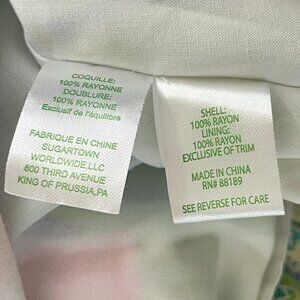 COQUILLE:
100% RAYONNE
DOUBLURE:
100% RAYONNE
Exclusif de l'équilibre
FABRIQUE EN CHINE
SUGARTOWN
WORLDWIDE, LLC
800 THIRD AVENUE
KING OF PRUSSIA, PA
SHELL:
100% RAYON
LINING:
100% RAYON
EXCLUSIVE OF TRIM
MADE IN CHINA
RN# 88189
SEE REVERSE FOR CARE